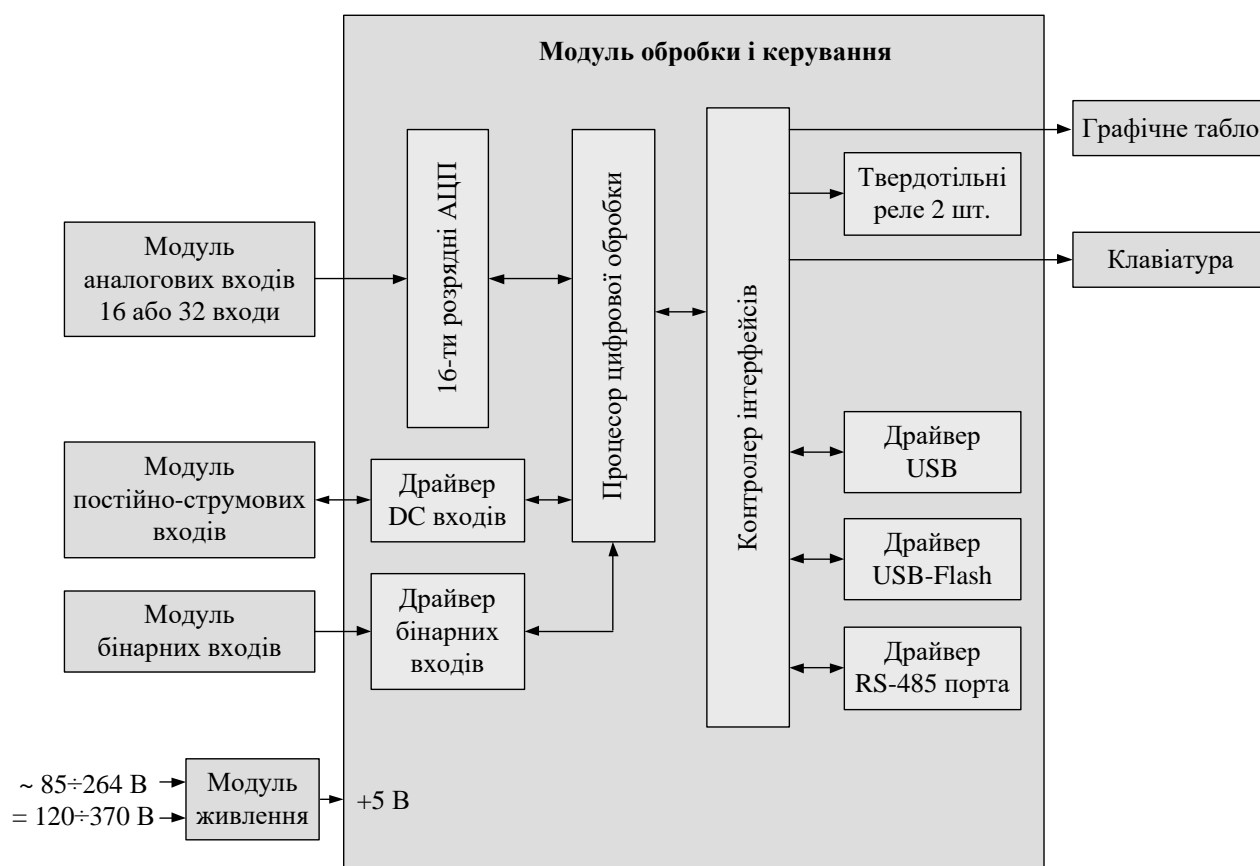 Модуль обробки і керування
Графічне табло
Твердотільні
реле 2 шт.
Клавіатура
Модуль
аналогових входів
16 або 32 входи
16-ти розрядні АЦП
Процесор цифрової обробки
Контролер інтерфейсів
Модуль
постійно-струмових
входів
Драйвер
DC входів
Драйвер
USB
Драйвер
USB-Flash
Модуль
бінарних входів
Драйвер
бінарних
входів
Драйвер
RS-485 порта
~ 85÷264 В
= 120÷370 В
Модуль
живлення
+5 В